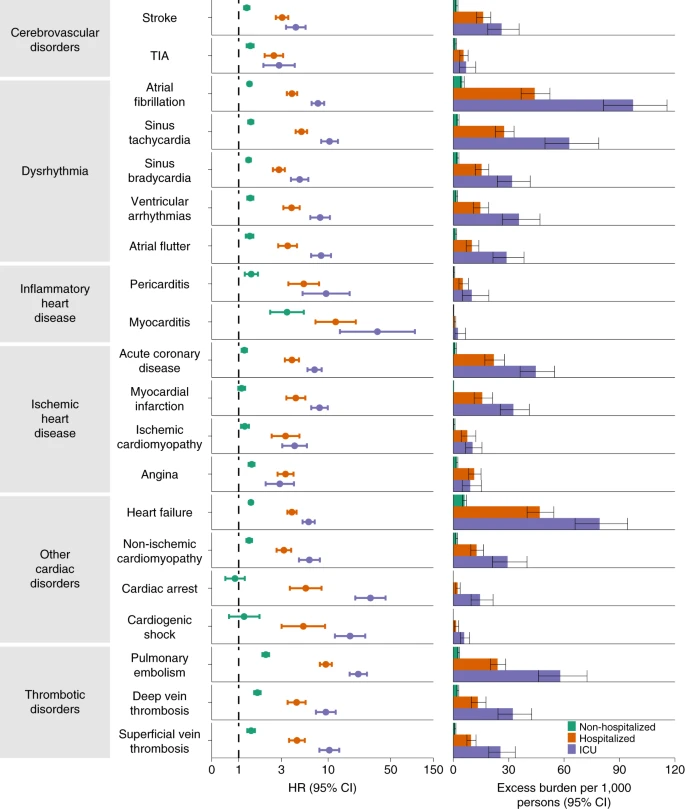 Cerebrovascular
disorders
Stroke
TIA
Dysrhythmia
Atrial
fibrillation
Sinus
tachycardia
Sinus
bradycardia
Ventricular
arrhythmias
Atrial flutter
Inflammatory
heart
disease
Pericarditis
Myocarditis
Ischemic
heart
disease
Acute coronary
disease
Myocardial
infarction
Ischemic
cardiomyopathy
Angina
Other
cardiac
disorders
Heart failure
Non-ischemic
cardiomyopathy
Cardiac arrest
Cardiogenic
shock
Thrombotic
disorders
Pulmonary
embolism
Deep vein
thrombosis
Superficial vein
thrombosis
Non-hospitalized
Hospitalized
ICU
0 1 3 10 50 150
HR (95% CI)
0 30 60 90 120
Excess burden per 1,000
persons (95% CI)